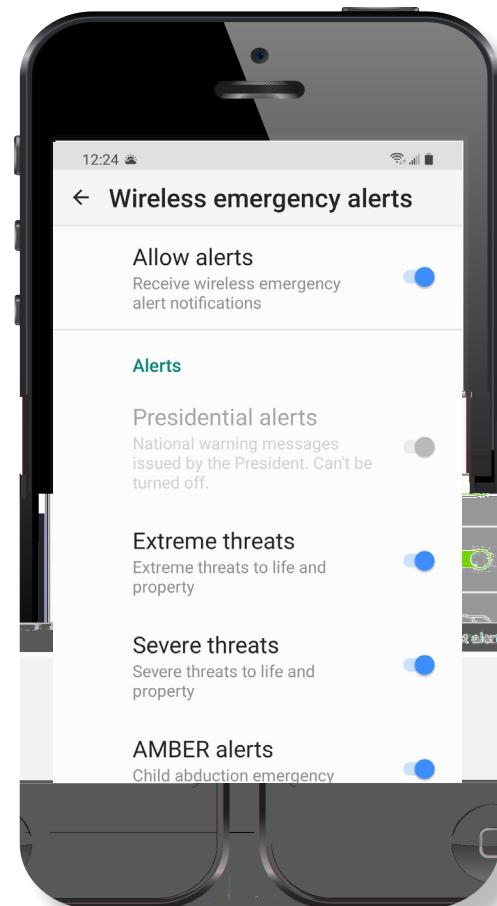 12:24
Wireless emergency alerts
Allow alerts
Receive wireless emergency
alert notifications
Alerts
Presidential alerts
National warning messages
issued by the President. Can't be
turned off.
Extreme threats
Extreme threats to life and
property
Severe threats
Severe threats to life and
property
AMBER alerts
Child abduction emergency